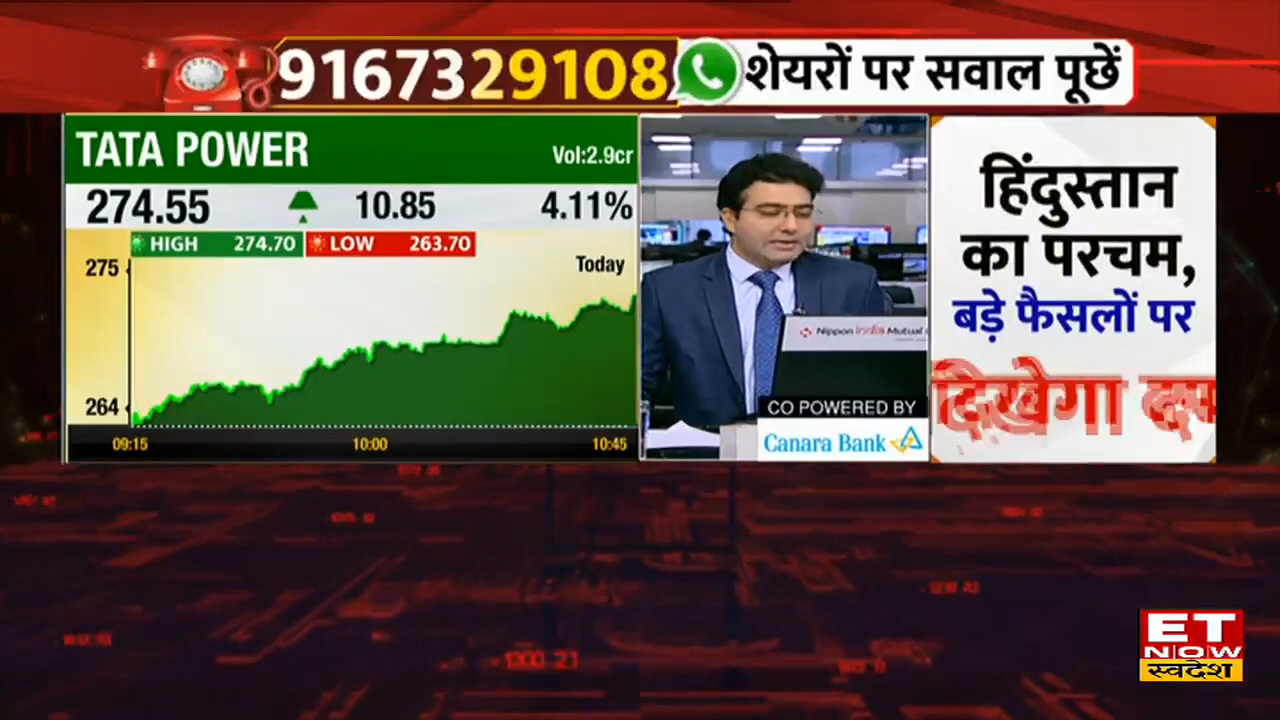 9167329108 शेयरों पर सवाल पूछें
TATA POWER
Vol:2.9cr
274.55 10.85 4.11%
HIGH 274.70 LOW 263.70
Today
275
264
09:15 10:00 10:45
Nippon india Mutual
CO POWERED BY
Canara Bank
हिंदुस्तान
का परचम,
बड़े फैसलों पर
दिखेगा
ET
NOW
स्वदेश